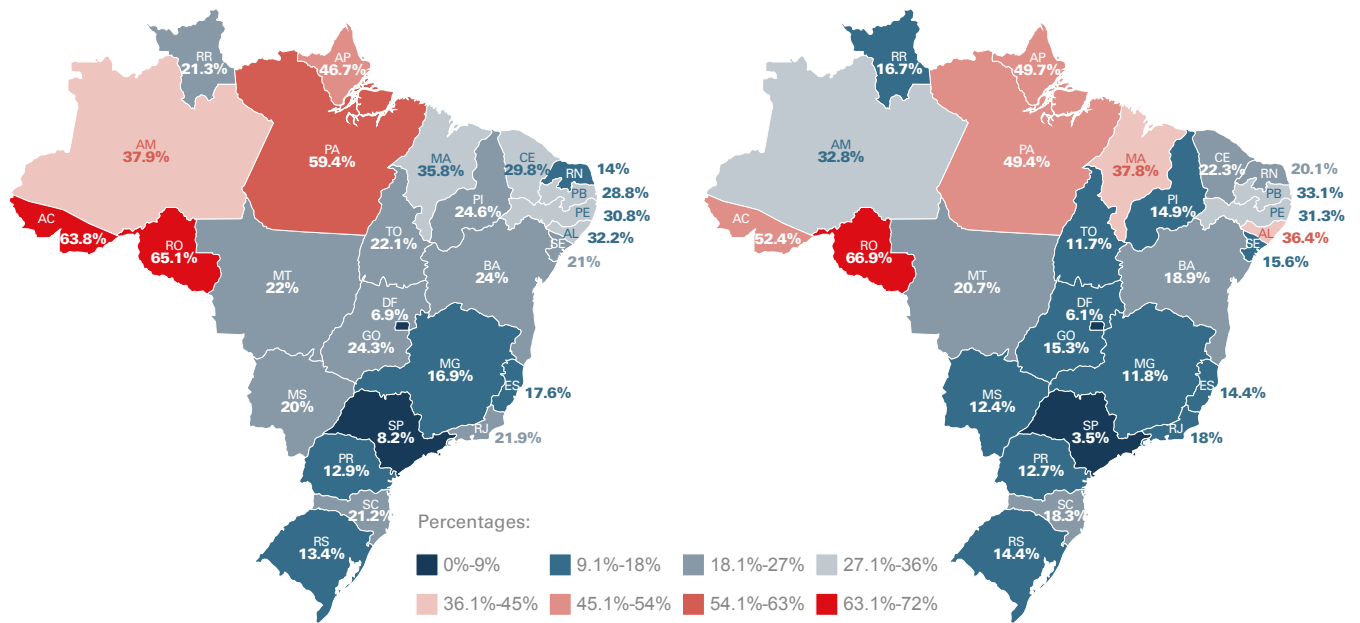 RR
21.3%
AP
46.7%
AM
37.9%
PA
59.4%
MA
35.8%
CE
29.8%
RN
14%
PB
28.8%
PE
30.8%
AL
32.2%
SE
21%
PI
24.6%
AC
63.8%
RO
65.1%
TO
22.1%
MT
22%
BA
24%
DF
6.9%
GO
24.3%
MG
16.9%
ES
17.6%
MS
20%
SP
8.2%
RJ
21.9%
PR
12.9%
SC
21.2%
RS
13.4%
RR
16.7%
AP
49.7%
AM
32.8%
PA
49.4%
MA
37.8%
CE
22.3%
RN
20.1%
PB
33.1%
PE
31.3%
AL
36.4%
SE
15.6%
PI
14.9%
AC
52.4%
RO
66.9%
TO
11.7%
MT
20.7%
BA
18.9%
DF
6.1%
GO
15.3%
MG
11.8%
ES
14.4%
MS
12.4%
SP
3.5%
RJ
18%
PR
12.7%
SC
18.3%
RS
14.4%
Percentages:
0%-9%
9.1%-18%
18.1%-27%
27.1%-36%
36.1%-45%
45.1%-54%
54.1%-63%
63.1%-72%